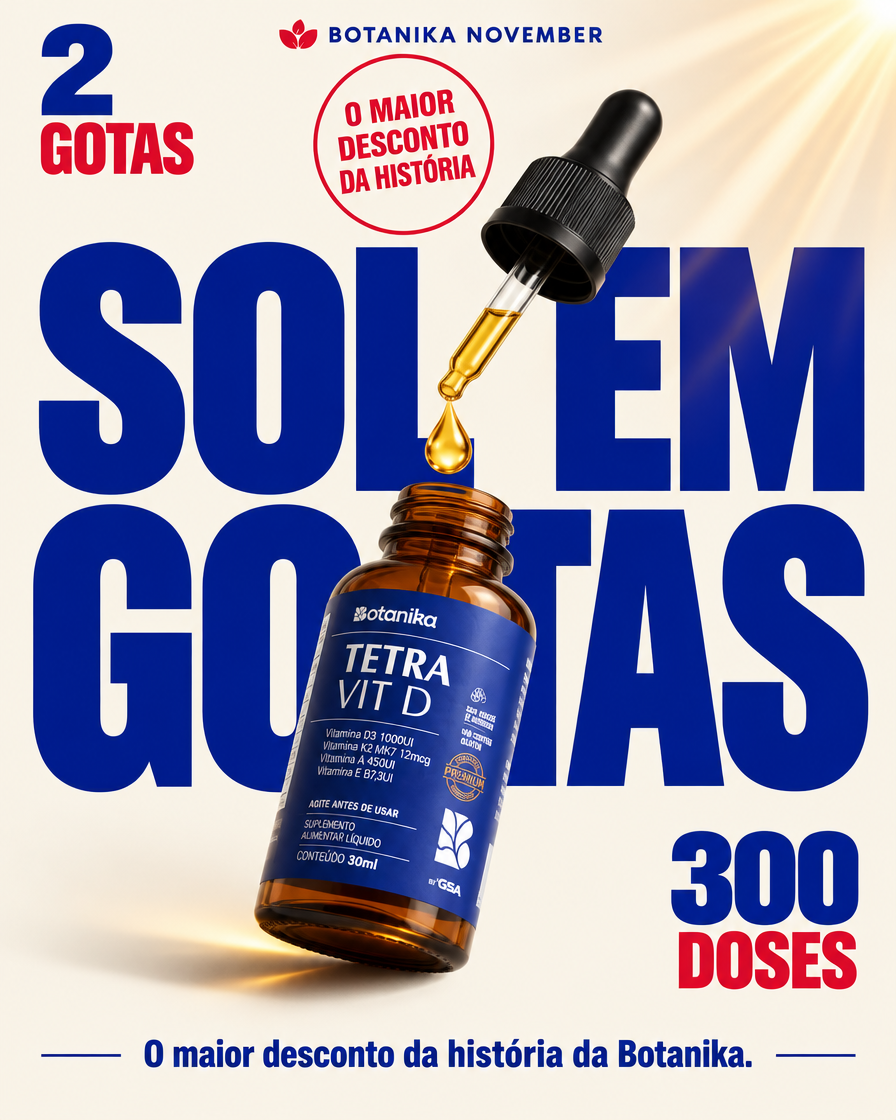 BOTANIKA NOVEMBER
2
GOTAS
O MAIOR
DESCONTO
DA HISTÓRIA
SOL EM
GOTAS
Botanika
TETRA
VIT D
Vitamina D3 1000UI
Vitamina K2 MK7 12mcg
Vitamina A 450UI
Vitamina E 87,3UI
AGITE ANTES DE USAR
SUPLEMENTO
ALIMENTAR LÍQUIDO
CONTEÚDO 30ml
PREMIUM
BY GSA
300
DOSES
O maior desconto da história da Botanika.